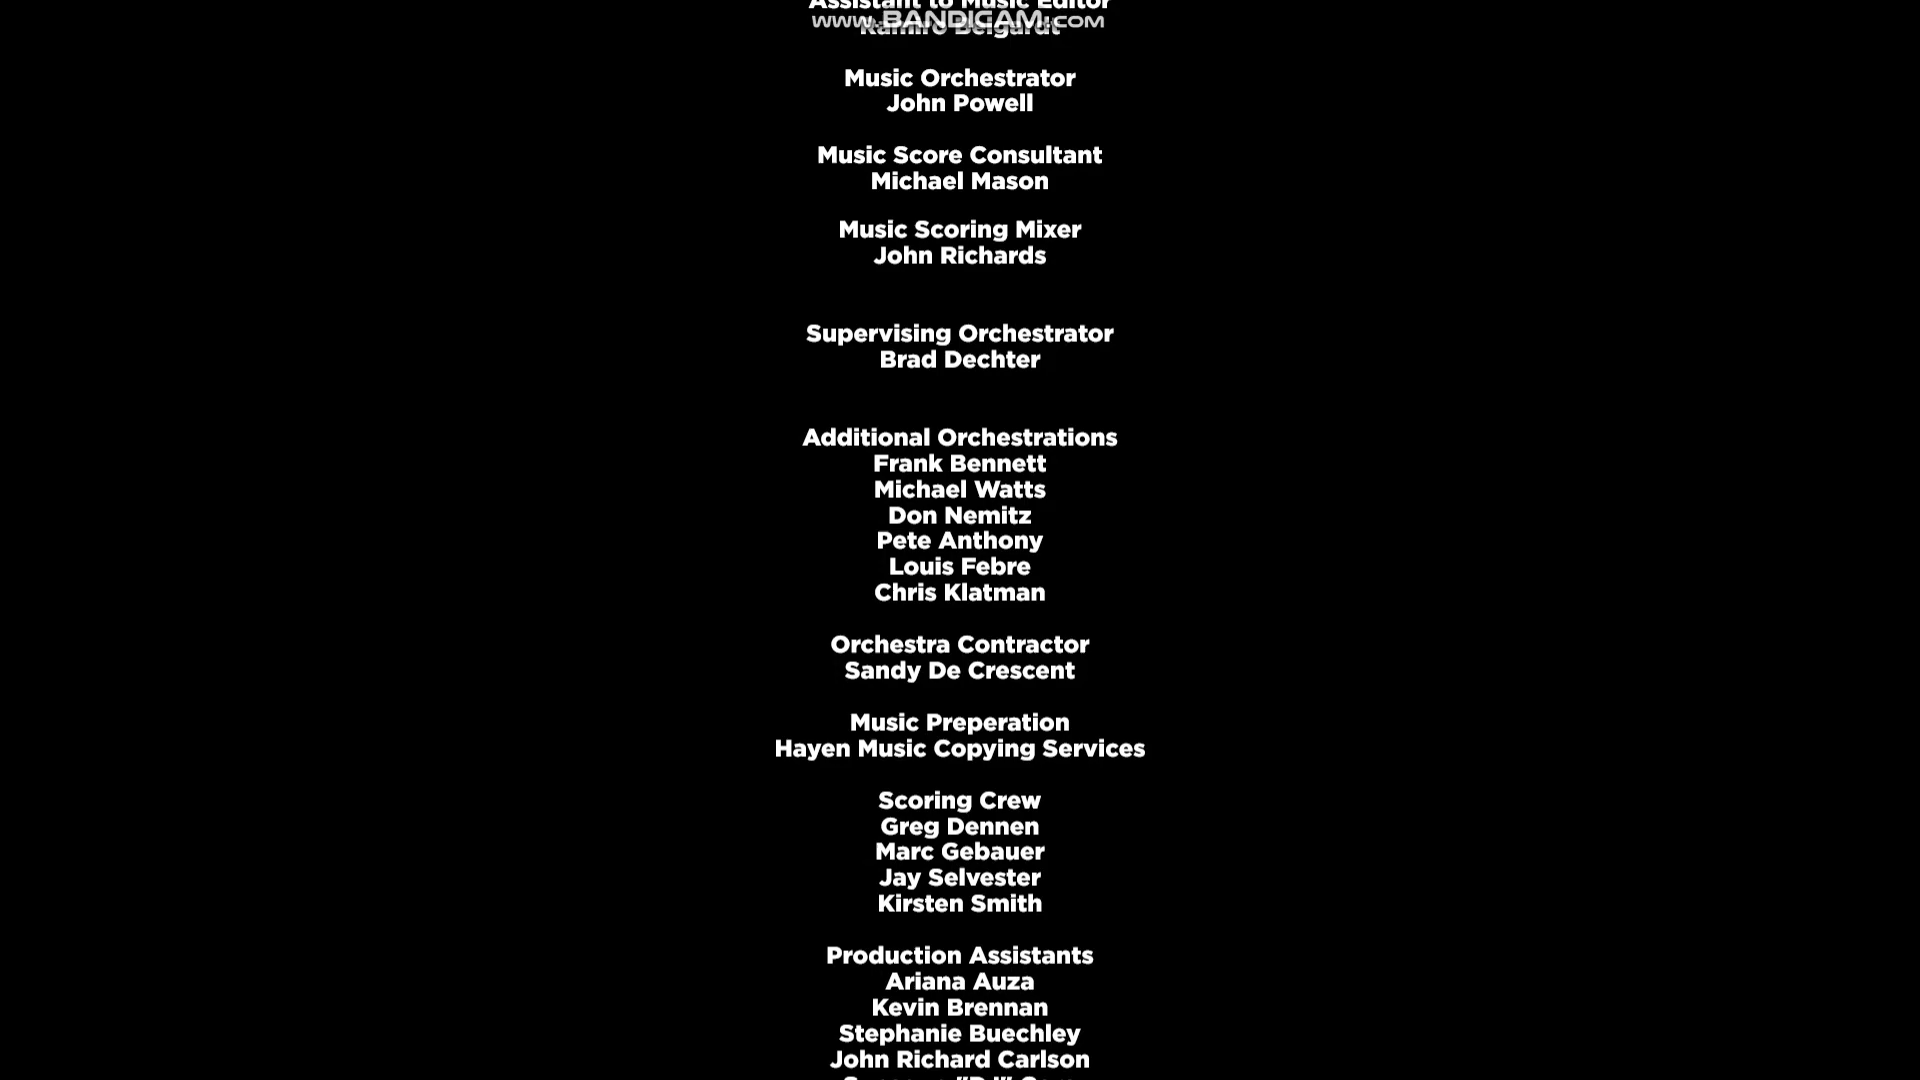 Assistant to Music Editor
WWW.BANDICAM.COM
Music Orchestrator
John Powell
Music Score Consultant
Michael Mason
Music Scoring Mixer
John Richards
Supervising Orchestrator
Brad Dechter
Additional Orchestrations
Frank Bennett
Michael Watts
Don Nemitz
Pete Anthony
Louis Febre
Chris Klatman
Orchestra Contractor
Sandy De Crescent
Music Preperation
Hayen Music Copying Services
Scoring Crew
Greg Dennen
Marc Gebauer
Jay Selvester
Kirsten Smith
Production Assistants
Ariana Auza
Kevin Brennan
Stephanie Buechley
John Richard Carlson